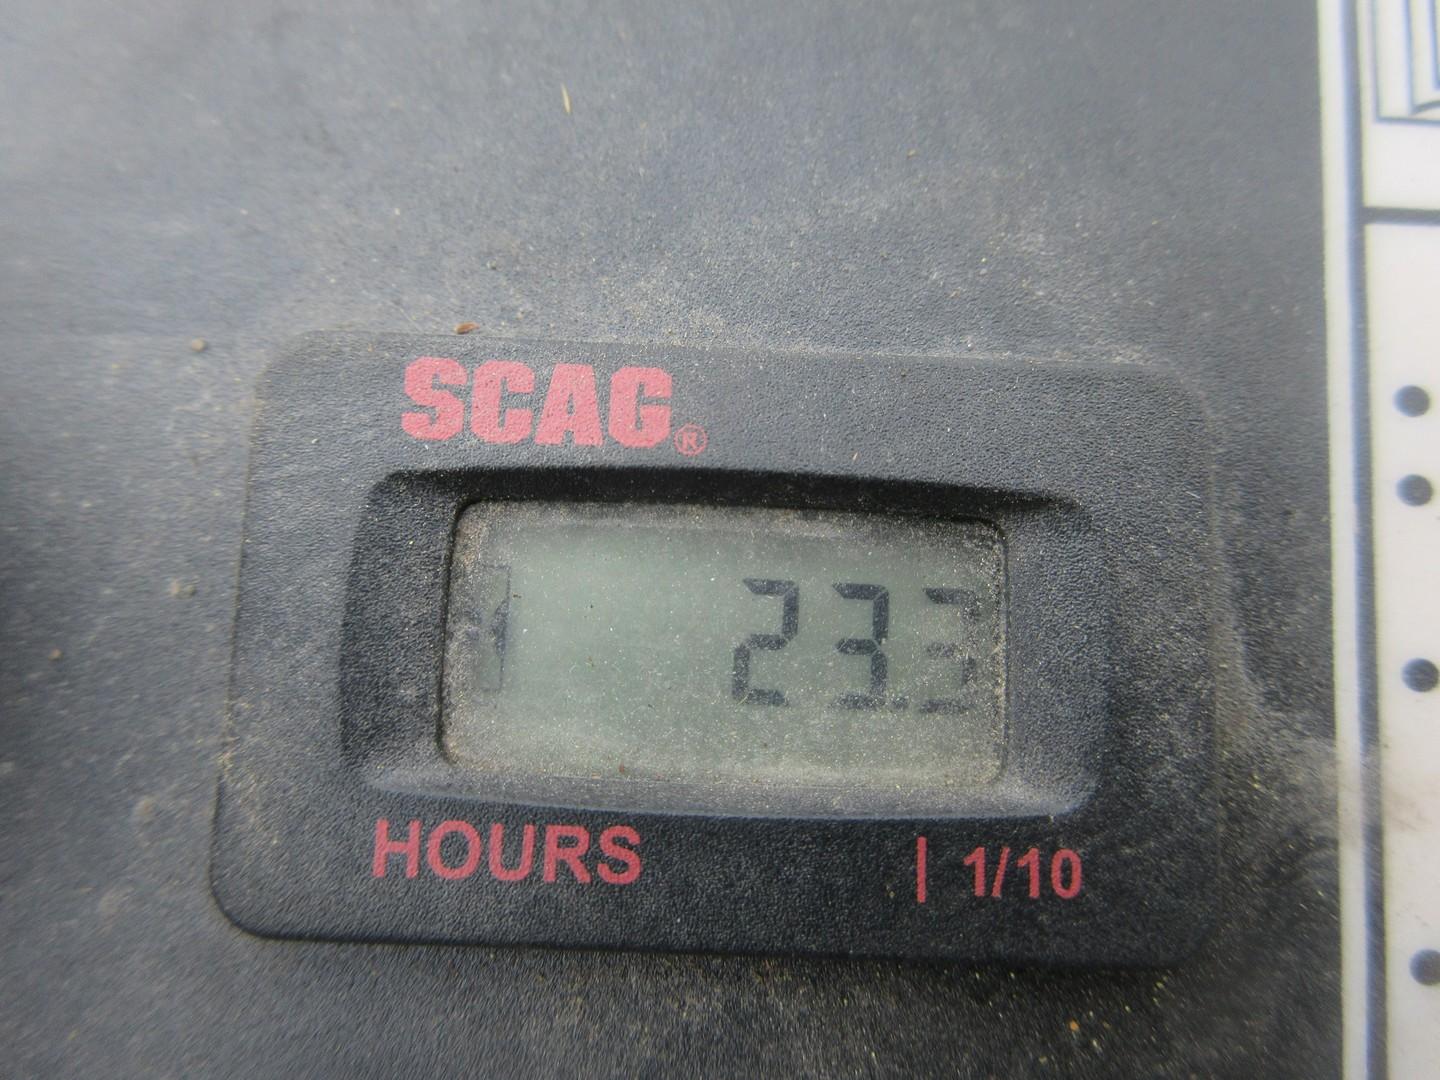 SCAG®
23.3
HOURS | 1/10